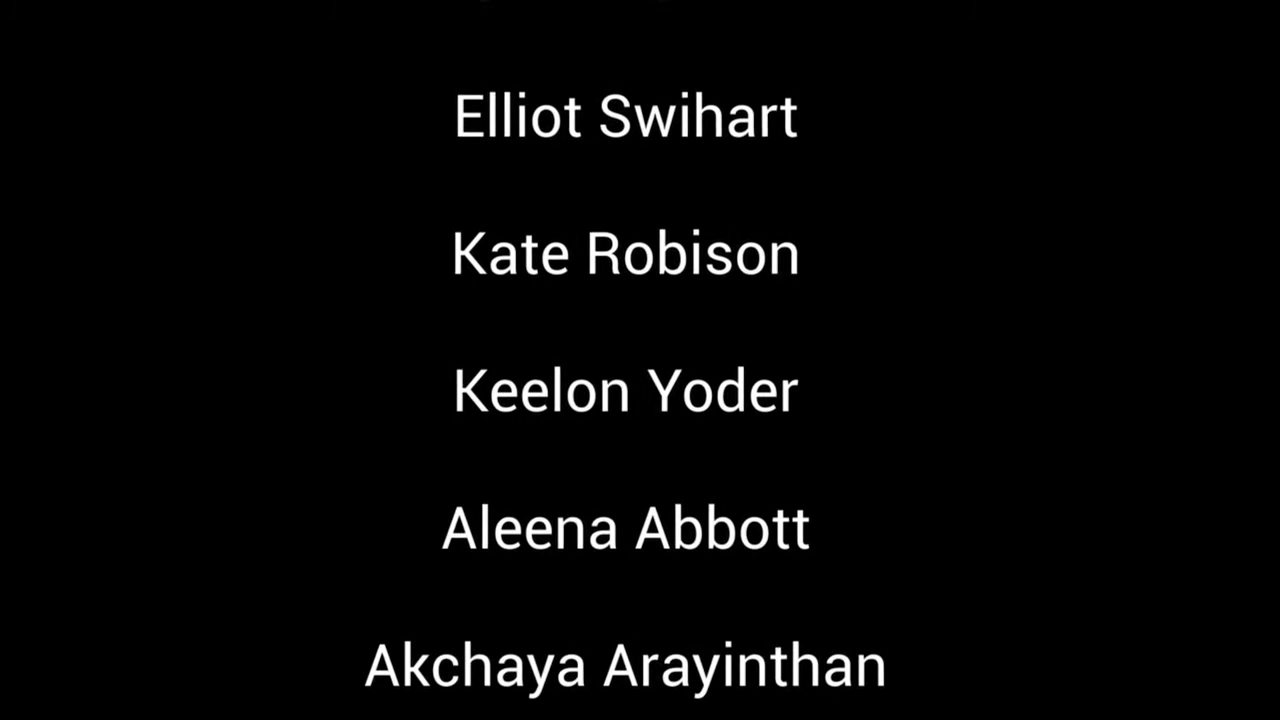 Elliot Swihart
Kate Robison
Keelon Yoder
Aleena Abbott
Akchaya Arayinthan